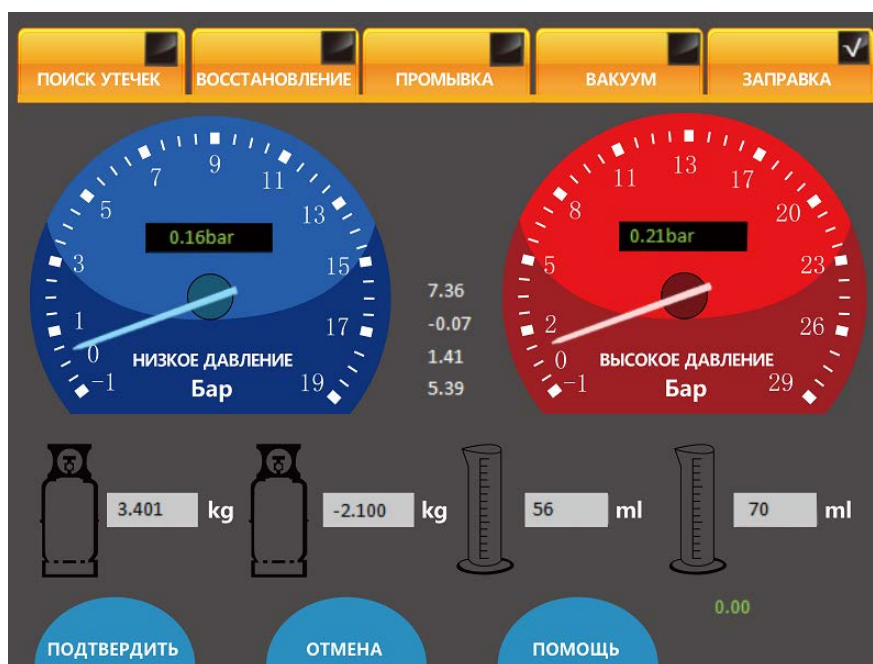 ПОИСК УТЕЧЕК
ВОССТАНОВЛЕНИЕ
ПРОМЫВКА
ВАКУУМ
ЗАПРАВКА
-1
0
1
3
5
7
9
11
13
15
17
19
0.16bar
НИЗКОЕ ДАВЛЕНИЕ
Бар
7.36
-0.07
1.41
5.39
-1
0
2
5
8
11
13
17
20
23
26
29
0.21bar
ВЫСОКОЕ ДАВЛЕНИЕ
Бар
3.401 kg
-2.100 kg
56 ml
70 ml
0.00
ПОДТВЕРДИТЬ
ОТМЕНА
ПОМОЩЬ